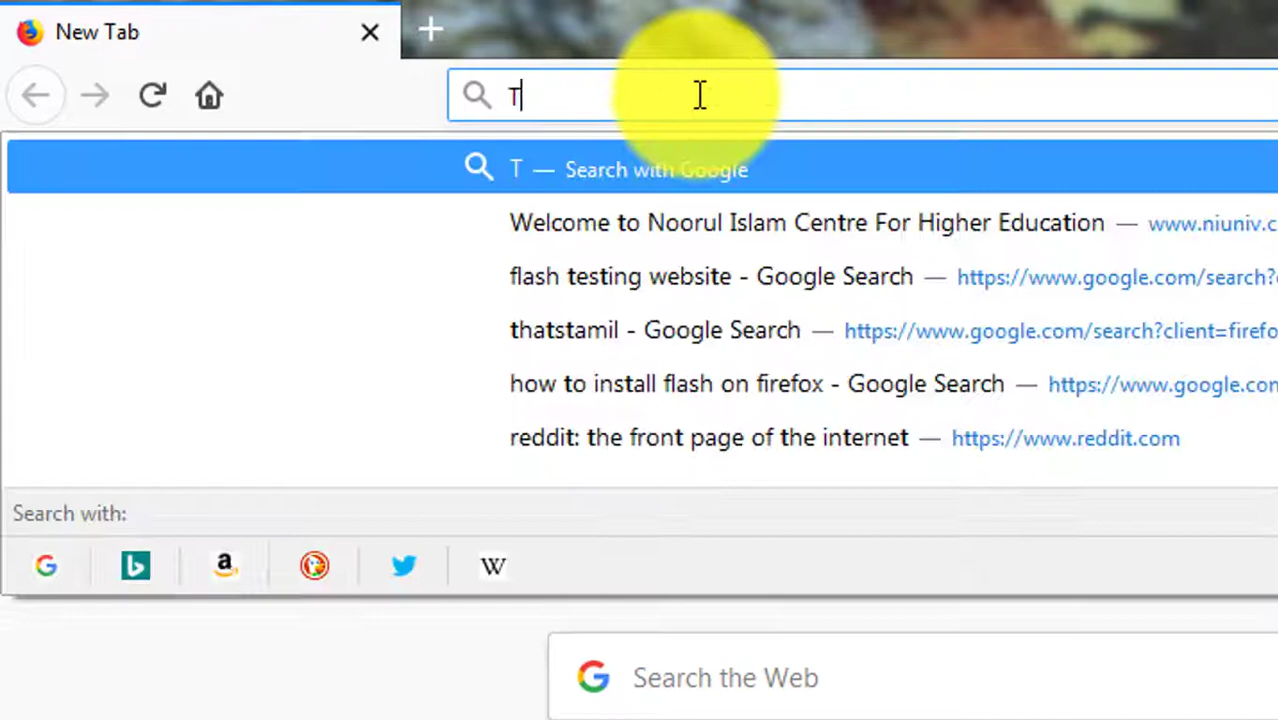 New Tab
T
T — Search with Google
Welcome to Noorul Islam Centre For Higher Education — www.niuniv.c
flash testing website - Google Search — https://www.google.com/search?
thatstamil - Google Search — https://www.google.com/search?client=firefo
how to install flash on firefox - Google Search — https://www.google.con
reddit: the front page of the internet — https://www.reddit.com
Search with:
Search the Web